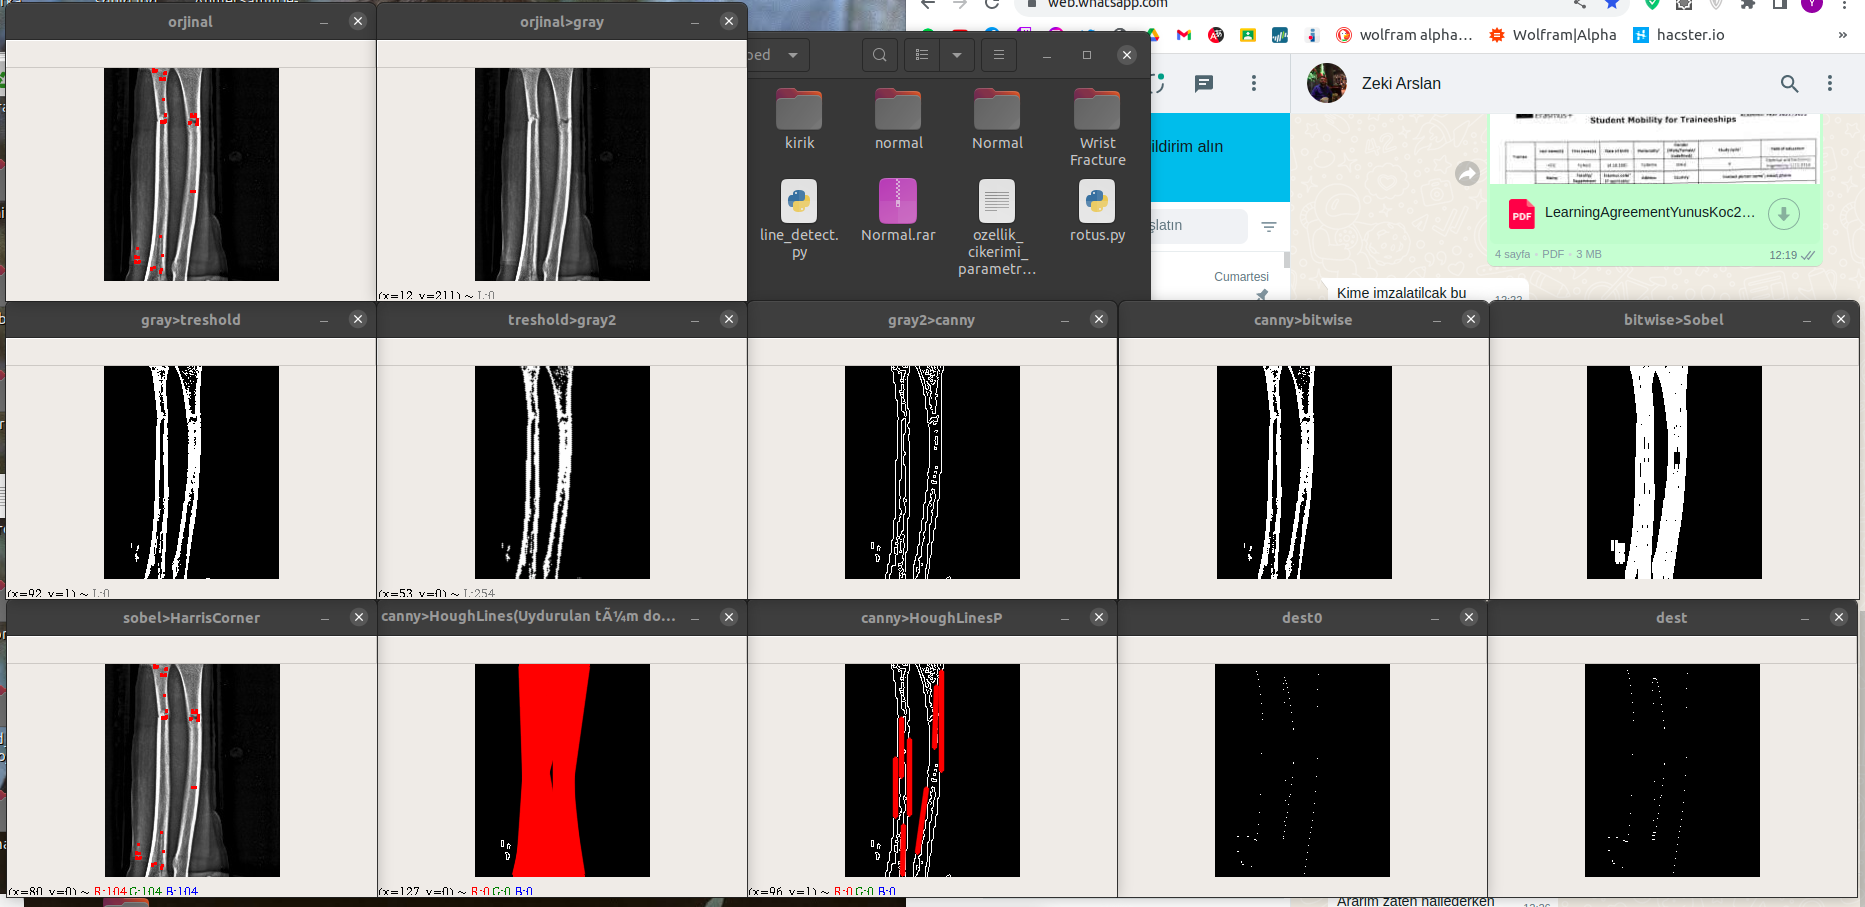 orjinal
orjinal>gray
web.whatsapp.com
wolfram alpha...
Wolfram|Alpha
hacster.io
»
Zeki Arslan
kirik
normal
Normal
Wrist
Fracture
line_detect.
py
Normal.rar
ozellik_
cikerimi_
parametr...
rotus.py
ildirim alın
Cumartesi
Student Mobility for Traineeships
PDF
LearningAgreementYunusKoc2...
4 sayfa • PDF • 3 MB
12:19
Kime imzalatilcak bu
(x=12, y=211) ~ L:0
gray>treshold
treshold>gray2
gray2>canny
canny>bitwise
bitwise>Sobel
(x=92, y=1) ~ L:0
(x=53, y=0) ~ L:254
sobel>HarrisCorner
canny>HoughLines(Uydurulan tÃ¼m do...
canny>HoughLinesP
dest0
dest
(x=80, y=0) ~ R:104 G:104 B:104
(x=127, y=0) ~ R:0 G:0 B:0
(x=96, y=1) ~ R:0 G:0 B:0
Ararim zaten hallederken